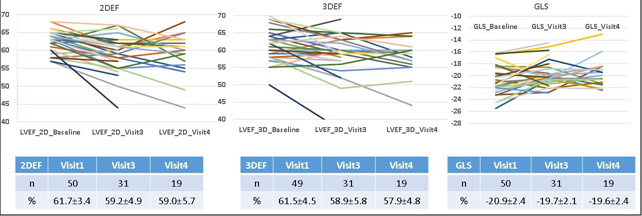 2DEF
3DEF
GLS
70
65
60
55
50
45
40
LVEF_2D_Baseline LVEF_2D_Visit3 LVEF_2D_Visit4
70
65
60
55
50
45
40
LVEF_3D_Baseline LVEF_3D_Visit3 LVEF_3D_Visit4
-10
-12
-14
-16
-18
-20
-22
-24
-26
-28
GLS_Baseline GLS_Visit3 GLS_Visit4
2DEF Visit1 Visit3 Visit4
n 50 31 19
% 61.7±3.4 59.2±4.9 59.0±5.7
3DEF Visit1 Visit3 Visit4
n 49 31 19
% 61.5±4.5 58.9±5.8 57.9±4.8
GLS Visit1 Visit3 Visit4
n 50 31 19
% -20.9±2.4 -19.7±2.1 -19.6±2.4